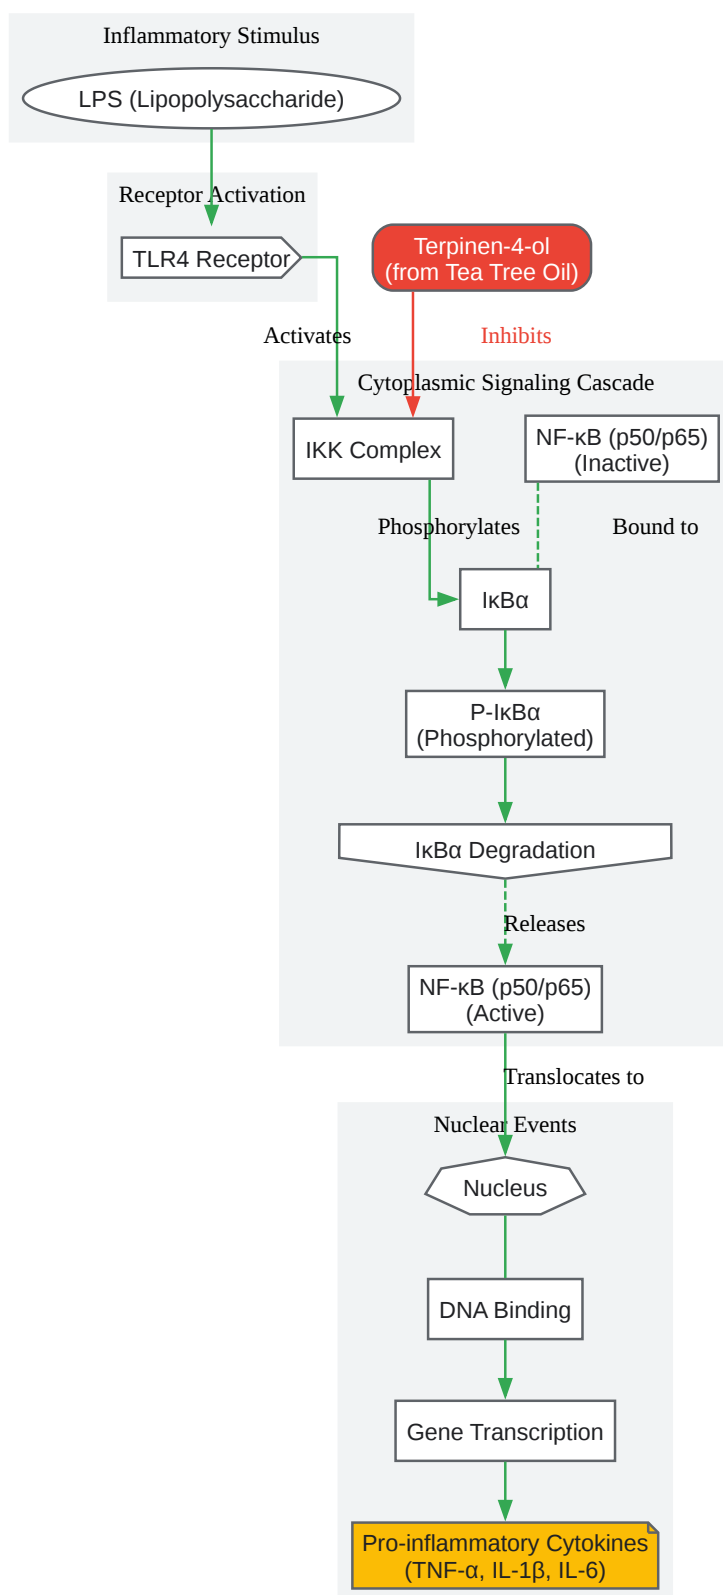 Inflammatory Stimulus
LPS (Lipopolysaccharide)
Receptor Activation
TLR4 Receptor
Terpinen-4-ol
(from Tea Tree Oil)
Activates
Inhibits
Cytoplasmic Signaling Cascade
IKK Complex
NF-κB (p50/p65)
(Inactive)
Phosphorylates
Bound to
IκBα
P-IκBα
(Phosphorylated)
IκBα Degradation
Releases
NF-κB (p50/p65)
(Active)
Translocates to
Nuclear Events
Nucleus
DNA Binding
Gene Transcription
Pro-inflammatory Cytokines
(TNF-α, IL-1β, IL-6)